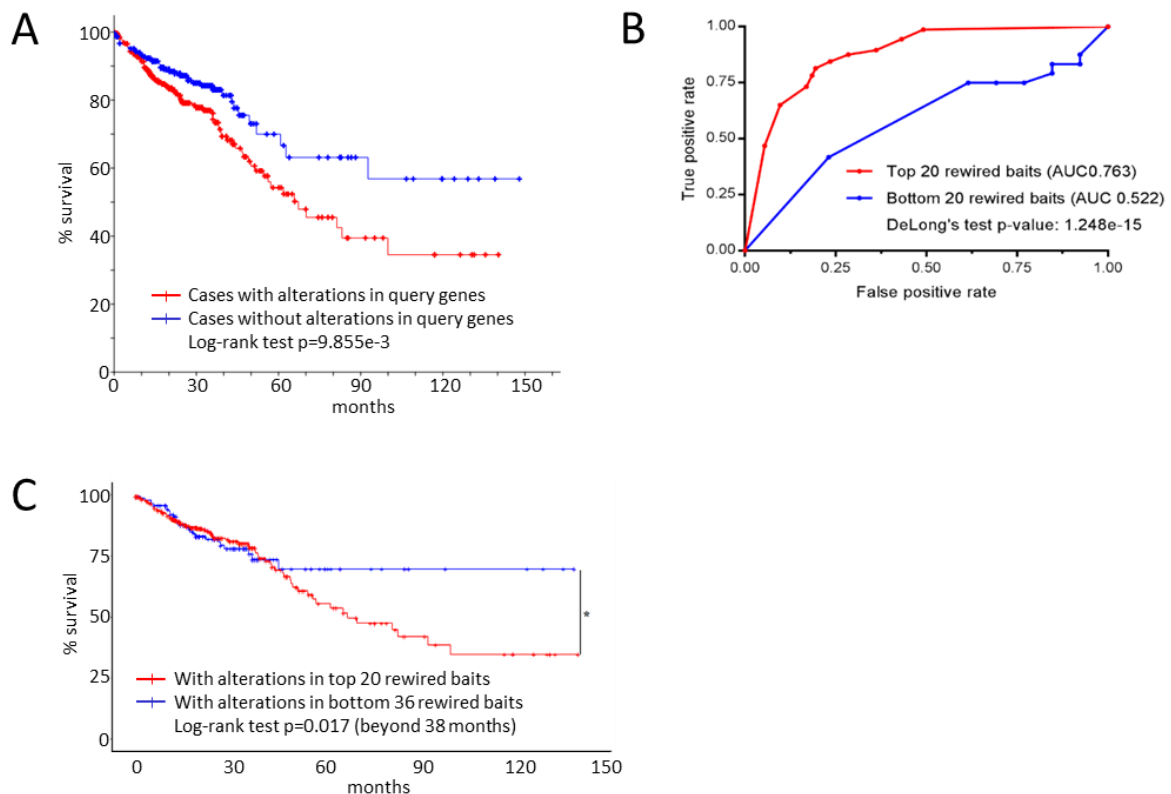 A
100
80
60
40
20
0
% survival
Cases with alterations in query genes
Cases without alterations in query genes
Log-rank test p=9.855e-3
0 30 60 90 120 150
months
B
1.00
0.75
0.50
0.25
0.00
True positive rate
Top 20 rewired baits (AUC0.763)
Bottom 20 rewired baits (AUC 0.522)
DeLong's test p-value: 1.248e-15
0.00 0.25 0.50 0.75 1.00
False positive rate
C
100
75
50
25
0
% survival
*
With alterations in top 20 rewired baits
With alterations in bottom 36 rewired baits
Log-rank test p=0.017 (beyond 38 months)
0 30 60 90 120 150
months